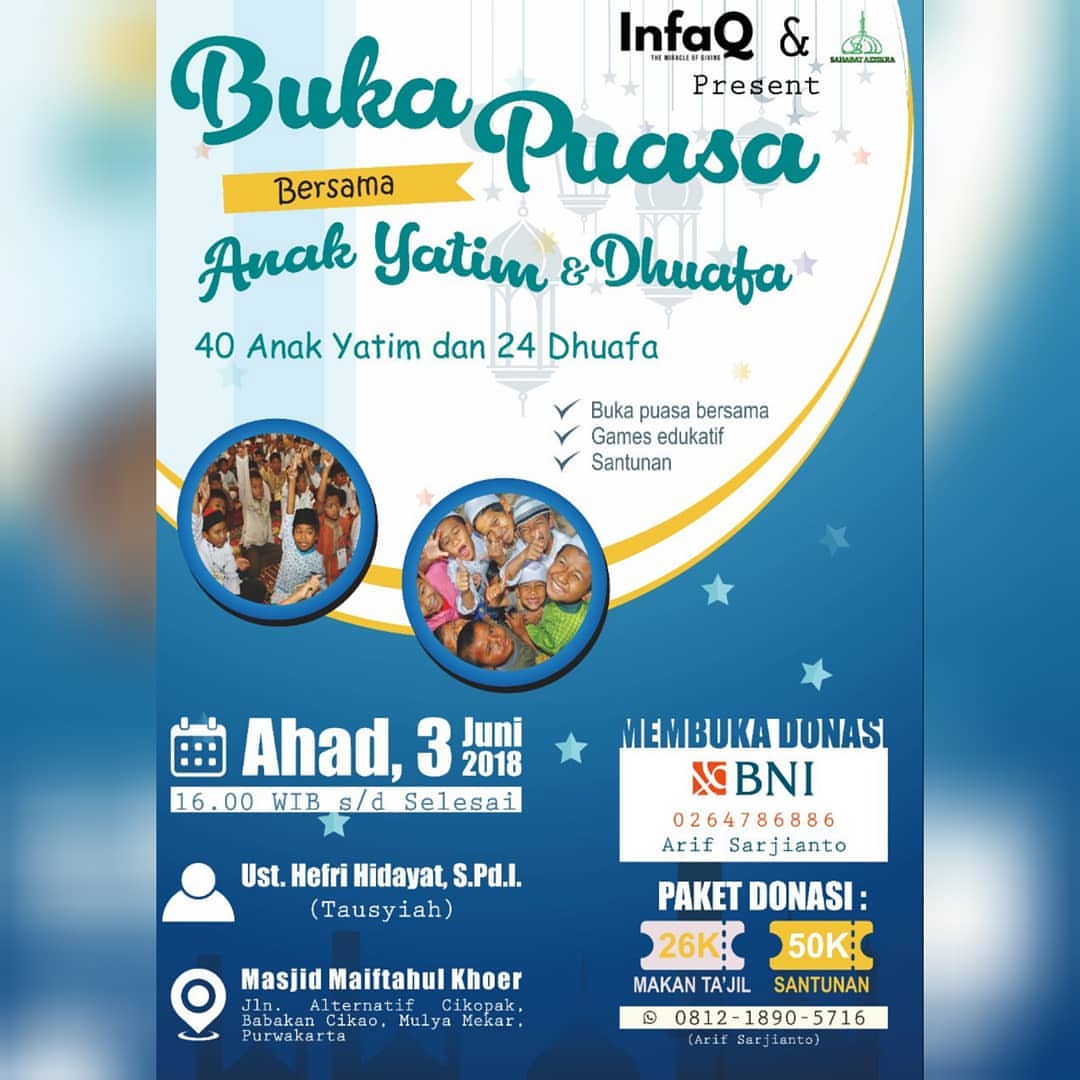 InfaQ &
THE MIRACLE OF GIVING
SAHABAT AZZIKRA
Present
Buka
Puasa
Bersama
Anak Yatim & Dhuafa
40 Anak Yatim dan 24 Dhuafa
Buka puasa bersama
Games edukatif
Santunan
Ahad, 3 Juni 2018
16.00 WIB s/d Selesai
Ust. Hefri Hidayat, S.Pd.I.
(Tausyiah)
Masjid Maiftahul Khoer
Jln. Alternatif Cikopak,
Babakan Cikao, Mulya Mekar,
Purwakarta
MEMBUKA DONASI
BNI
0264786886
Arif Sarjianto
PAKET DONASI :
26K 50K
MAKAN TA'JIL SANTUNAN
0812-1890-5716
(Arif Sarjianto)